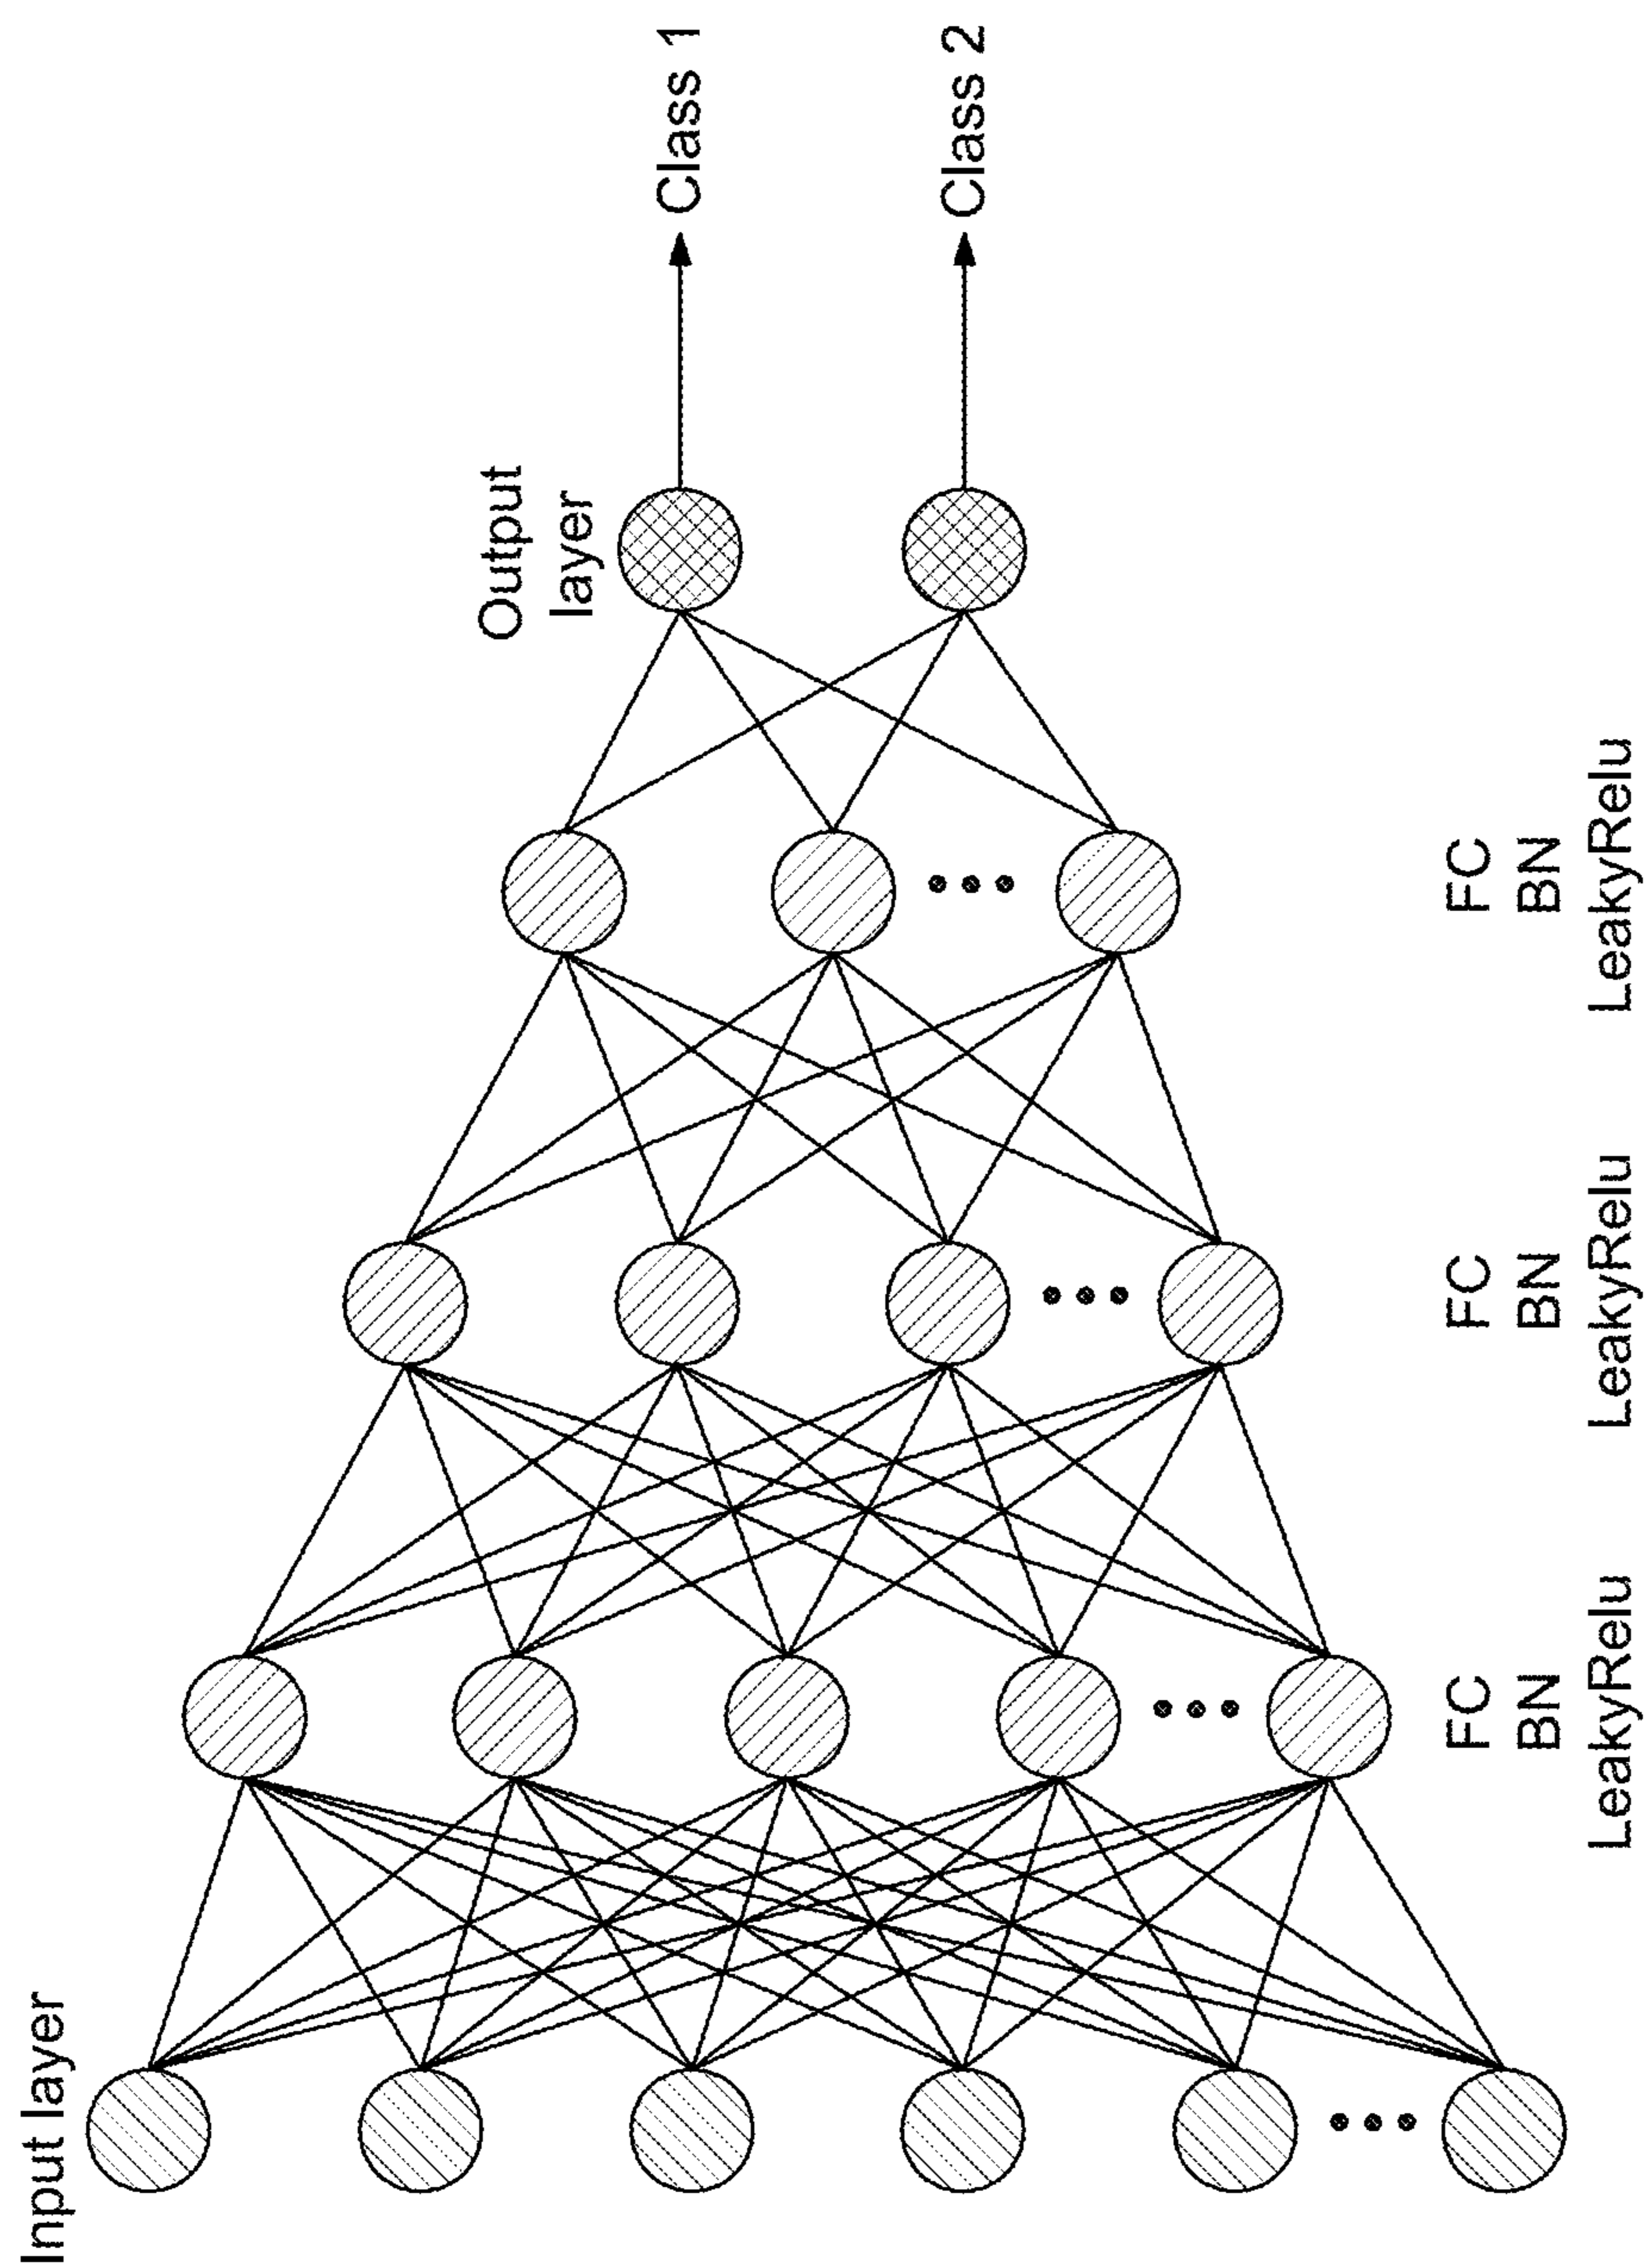 Input layer
FC
BN
LeakyRelu
FC
BN
LeakyRelu
FC
BN
LeakyRelu
Output
layer
Class 1
Class 2